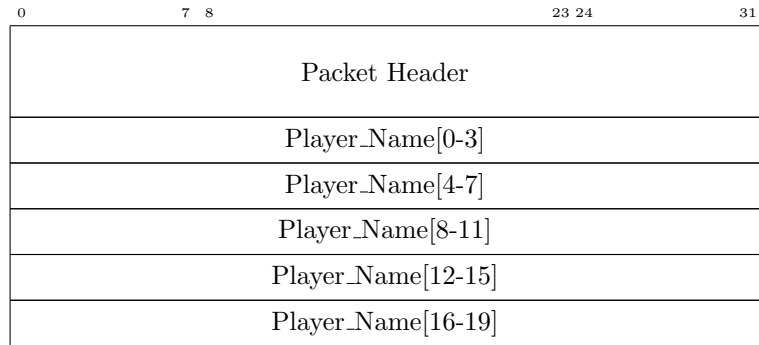 0 7 8 23 24 31
Packet Header
Player_Name[0-3]
Player_Name[4-7]
Player_Name[8-11]
Player_Name[12-15]
Player_Name[16-19]